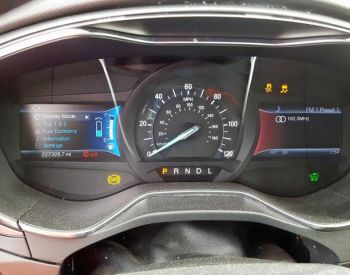 Display Mode
Trip 1 & 2
Fuel Economy
Information
Settings
227328.7 mi
0 20 40 60 80 100 120
MPH
P R N D L
FM 1 Preset 1
102.3MHz